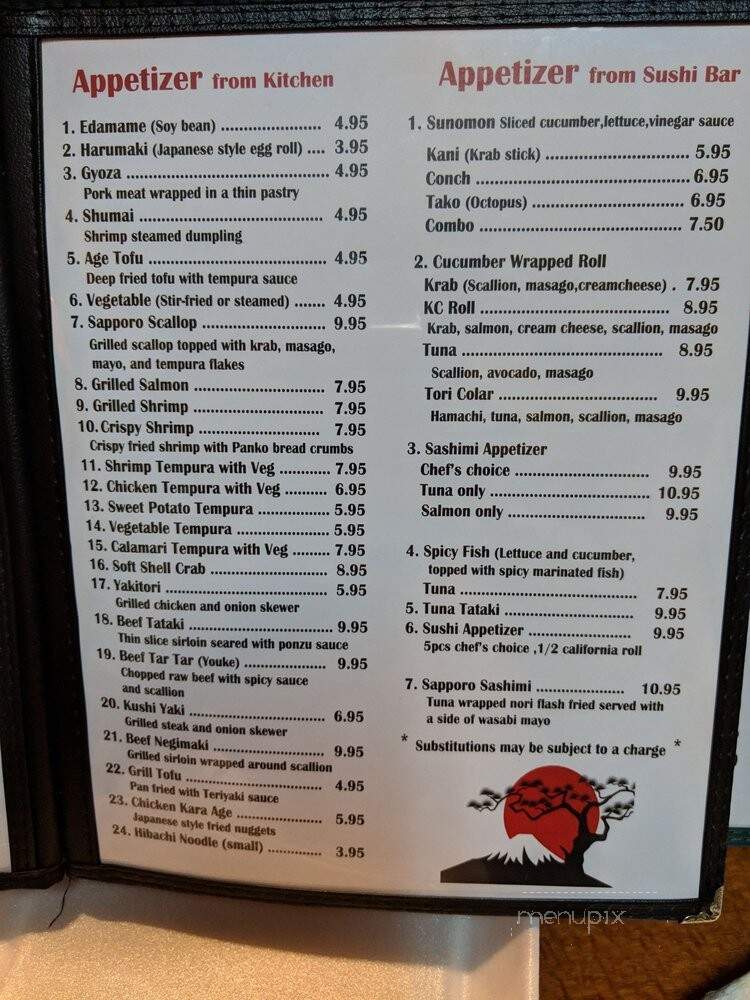 Appetizer from Kitchen
1. Edamame (Soy bean) ...................... 4.95
2. Harumaki (Japanese style egg roll) .... 3.95
3. Gyoza ............................................. 4.95
Pork meat wrapped in a thin pastry
4. Shumai ........................................ 4.95
Shrimp steamed dumpling
5. Age Tofu ....................................... 4.95
Deep fried tofu with tempura sauce
6. Vegetable (Stir-fried or steamed) ....... 4.95
7. Sapporo Scallop ........................... 9.95
Grilled scallop topped with krab, masago,
mayo, and tempura flakes
8. Grilled Salmon ............................. 7.95
9. Grilled Shrimp ............................. 7.95
10. Crispy Shrimp ........................... 7.95
Crispy fried shrimp with Panko bread crumbs
11. Shrimp Tempura with Veg ........... 7.95
12. Chicken Tempura with Veg .......... 6.95
13. Sweet Potato Tempura ................ 5.95
14. Vegetable Tempura ..................... 5.95
15. Calamari Tempura with Veg ........ 7.95
16. Soft Shell Crab .......................... 8.95
17. Yakitori .................................... 5.95
Grilled chicken and onion skewer
18. Beef Tataki ................................ 9.95
Thin slice sirloin seared with ponzu sauce
19. Beef Tar Tar (Youke) .................. 9.95
Chopped raw beef with spicy sauce
and scallion
20. Kushi Yaki ............................... 6.95
Grilled steak and onion skewer
21. Beef Negimaki .......................... 9.95
Grilled sirloin wrapped around scallion
22. Grill Tofu ................................ 4.95
Pan fried with Teriyaki sauce
23. Chicken Kara Age .................... 5.95
Japanese style fried nuggets
24. Hibachi Noodle (small) ............ 3.95
Appetizer from Sushi Bar
1. Sunomon Sliced cucumber,lettuce,vinegar sauce
Kani (Krab stick) ............................... 5.95
Conch .............................................. 6.95
Tako (Octopus) ................................. 6.95
Combo ............................................ 7.50
2. Cucumber Wrapped Roll
Krab (Scallion, masago,creamcheese) . 7.95
KC Roll ........................................ 8.95
Krab, salmon, cream cheese, scallion, masago
Tuna ........................................... 8.95
Scallion, avocado, masago
Tori Colar .................................. 9.95
Hamachi, tuna, salmon, scallion, masago
3. Sashimi Appetizer
Chef's choice ............................. 9.95
Tuna only .................................. 10.95
Salmon only .............................. 9.95
4. Spicy Fish (Lettuce and cucumber,
topped with spicy marinated fish)
Tuna ...................................... 7.95
5. Tuna Tataki ........................... 9.95
6. Sushi Appetizer ...................... 9.95
5pcs chef's choice ,1/2 california roll
7. Sapporo Sashimi ................... 10.95
Tuna wrapped nori flash fried served with
a side of wasabi mayo
* Substitutions may be subject to a charge *
menupix